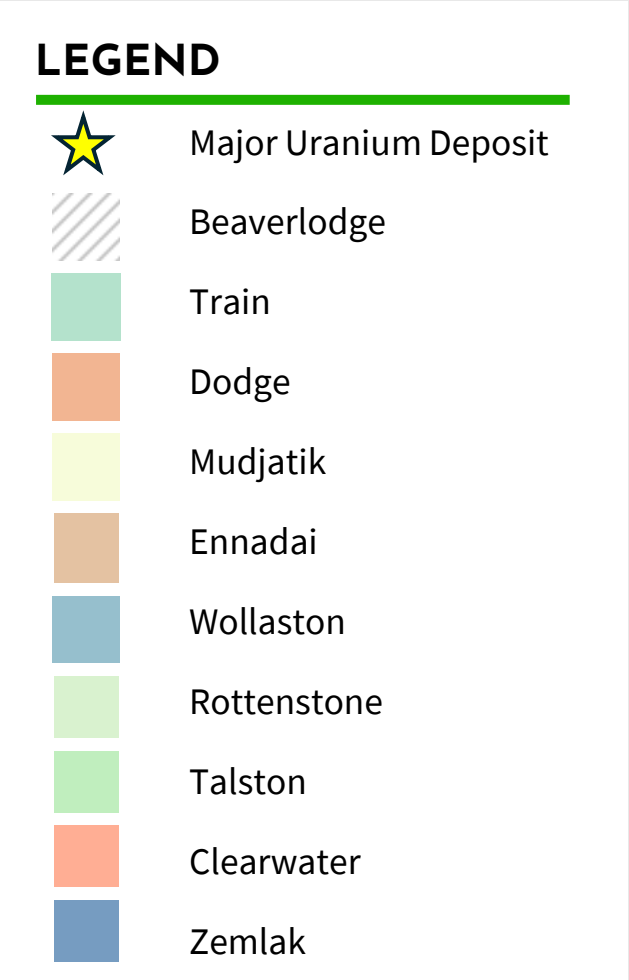 LEGEND
Major Uranium Deposit
Beaverlodge
Train
Dodge
Mudjatik
Ennadai
Wollaston
Rottenstone
Talston
Clearwater
Zemlak